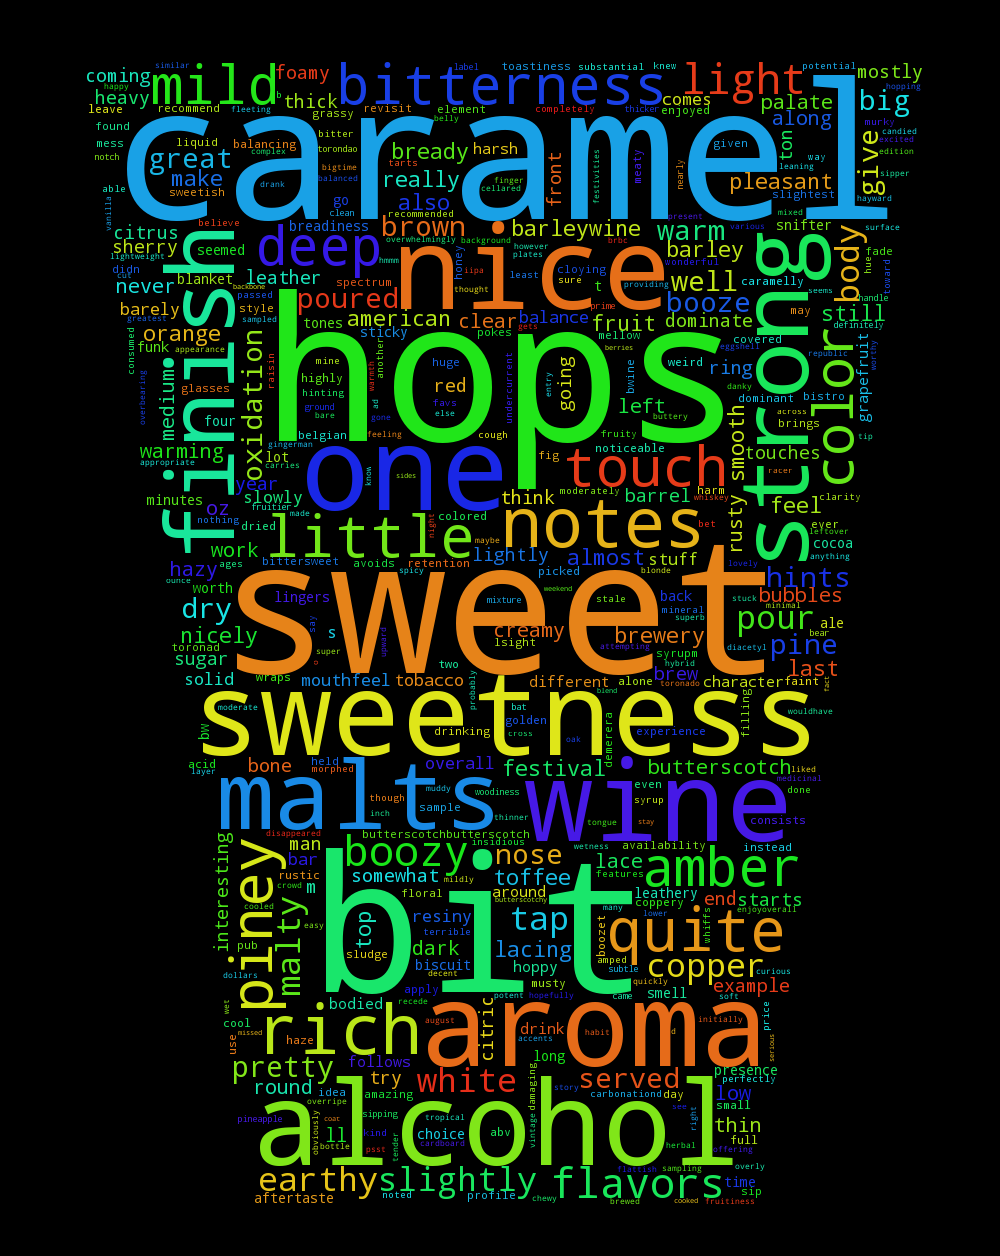 similar
label
toastiness
substantial
knew
potential
coming
mild
foamy
bitterness
light
mostly
happy
heavy
thick
comes
palate
big
hopping
leave
recommend
fleeting
b
revisit
element
completely
thicker
enjoyed
along
murky
caramel
found
grassy
belly
ton
candied
mess
liquid
balancing
bitter
bready
harsh
front
given
way
excited
notch
great
complex
torondao
tarts
finger
meaty
nearly
leaning
edition
able
make
drank
bigtime
really
cellared
festivities
pleasant
sipper
sweetish
balanced
slightest
give
hayward
vanilla
go
also
recommended
clean
believe
brown
barleywine
warm
present
various
mixed
snifter
surface
citrus
deep
overwhelmingly
background
brbc
strong
body
sherry
seemed
breadiness
hmmm
nice
however
barley
wonderful
fade
lightweight
never
blanket
leather
spectrum
honey
iipa
plates
cloying
t
well
caramelly
seems
hue
toward
didn
cut
backbone
thought
least
sure
providing
handle
barely
passed
poured
prime
booze
may
still
definitely
greatest
style
sampled
tones
american
clear
balance
fruit
dominate
color
eggshell
orange
finish
sticky
pokes
gets
mellow
covered
republic
worthy
funk
appearance
oxidation
mine
another
hops
huge
berries
weird
danky
consumed
glasses
raisin
highly
warmth
red
undercurrent
entry
going
ring
dominant
bistro
grapefruit
overbearing
medium
hinting
ad
favs
bwine
left
buttery
across
four
ground
bare
gone
else
fruity
brings
tip
warming
gingerman
belgian
feeling
cough
noticeable
smooth
touches
appropriate
lot
carries
one
know
sides
fig
touch
racer
minutes
year
think
moderately
barrel
harm
whiskey
feel
clarity
oz
slowly
fruitier
notes
rusty
bet
ever
nothing
dried
made
colored
night
leftover
work
little
maybe
cocoa
ages
bittersweet
avoids
retention
lightly
almost
stuff
anything
hazy
spicy
picked
blonde
lovely
hints
ounce
worth
lingers
sweet
weekend
mixture
stale
back
stuck
bubbles
dry
mineral
minimal
say
superb
pour
ale
nicely
s
upward
creamy
lsight
brewery
bear
toronad
super
attempting
diacetyl
pine
sugar
o
syrupm
hybrid
wraps
two
brew
last
solid
mouthfeel
tobacco
probably
different
alone
toronado
character
faint
fact
moderate
sweetness
bat
blend
filling
wouldhave
bw
golden
drinking
cross
oak
demerera
experience
acid
bone
held
overall
festival
butterscotch
liked
layer
morphed
medicinal
malts
muddy
woodiness
even
done
though
wine
inch
sample
thinner
syrup
stay
consists
tongue
disappeared
butterscotchbutterscotch
insidious
wetness
availability
interesting
man
boozy
nose
lace
instead
piney
bar
rustic
somewhat
mildly
toffee
features
amber
crowd
m
bit
floral
around
leathery
end
starts
cooled
butterscotchy
coppery
many
lower
whiffs
enjoyoverall
easy
top
resiny
tap
aboozet
quite
pub
malty
terrible
dark
lacing
sludge
decent
biscuit
hoppy
amped
copper
curious
dollars
musty
subtle
quickly
apply
potent
hopefully
came
smell
example
wet
missed
bodied
recede
soft
cool
rich
august
citric
aroma
accents
drink
habit
d
initially
price
use
haze
serious
pretty
follows
long
presence
try
white
served
perfectly
round
idea
amazing
damaging
story
carbonationd
day
low
overripe
alcohol
see
small
pineapple
obviously
coat
sipping
tropical
vintage
right
thin
ll
bottle
kind
tender
choice
cardboard
abv
herbal
full
offering
psst
earthy
slightly
flattish
sampling
overly
flavors
time
aftertaste
noted
profile
chewy
brewed
cooked
sip
fruitiness